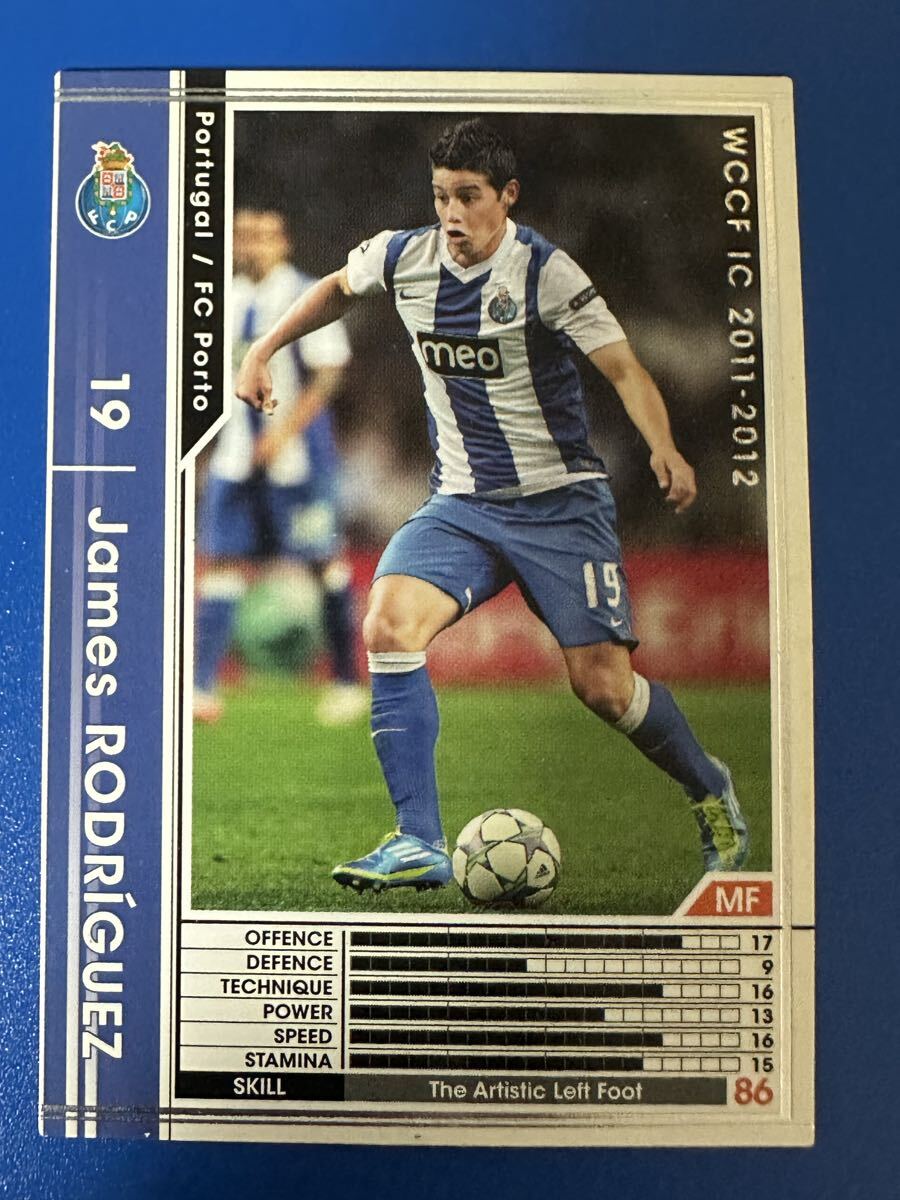 FCP
Portugal / FC Porto
WCCF IC 2011-2012
19 James RODRÍGUEZ
meo
19
MF
OFFENCE 17
DEFENCE 9
TECHNIQUE 16
POWER 13
SPEED 16
STAMINA 15
SKILL The Artistic Left Foot 86